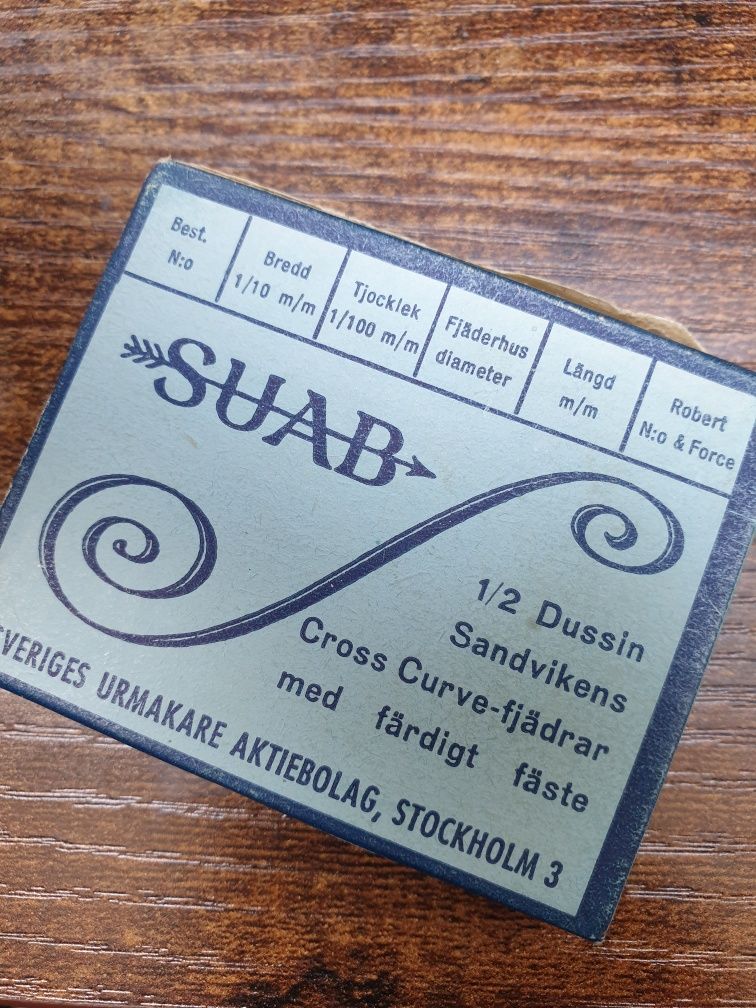 Best.
N:o
Bredd
1/10 m/m
Tjocklek
1/100 m/m
Fjäderhus
diameter
Längd
m/m
Robert
N:o & Force
SUAB
1/2 Dussin
Sandvikens
Cross Curve-fjädrar
med färdigt fäste
SVERIGES URMAKARE AKTIEBOLAG, STOCKHOLM 3